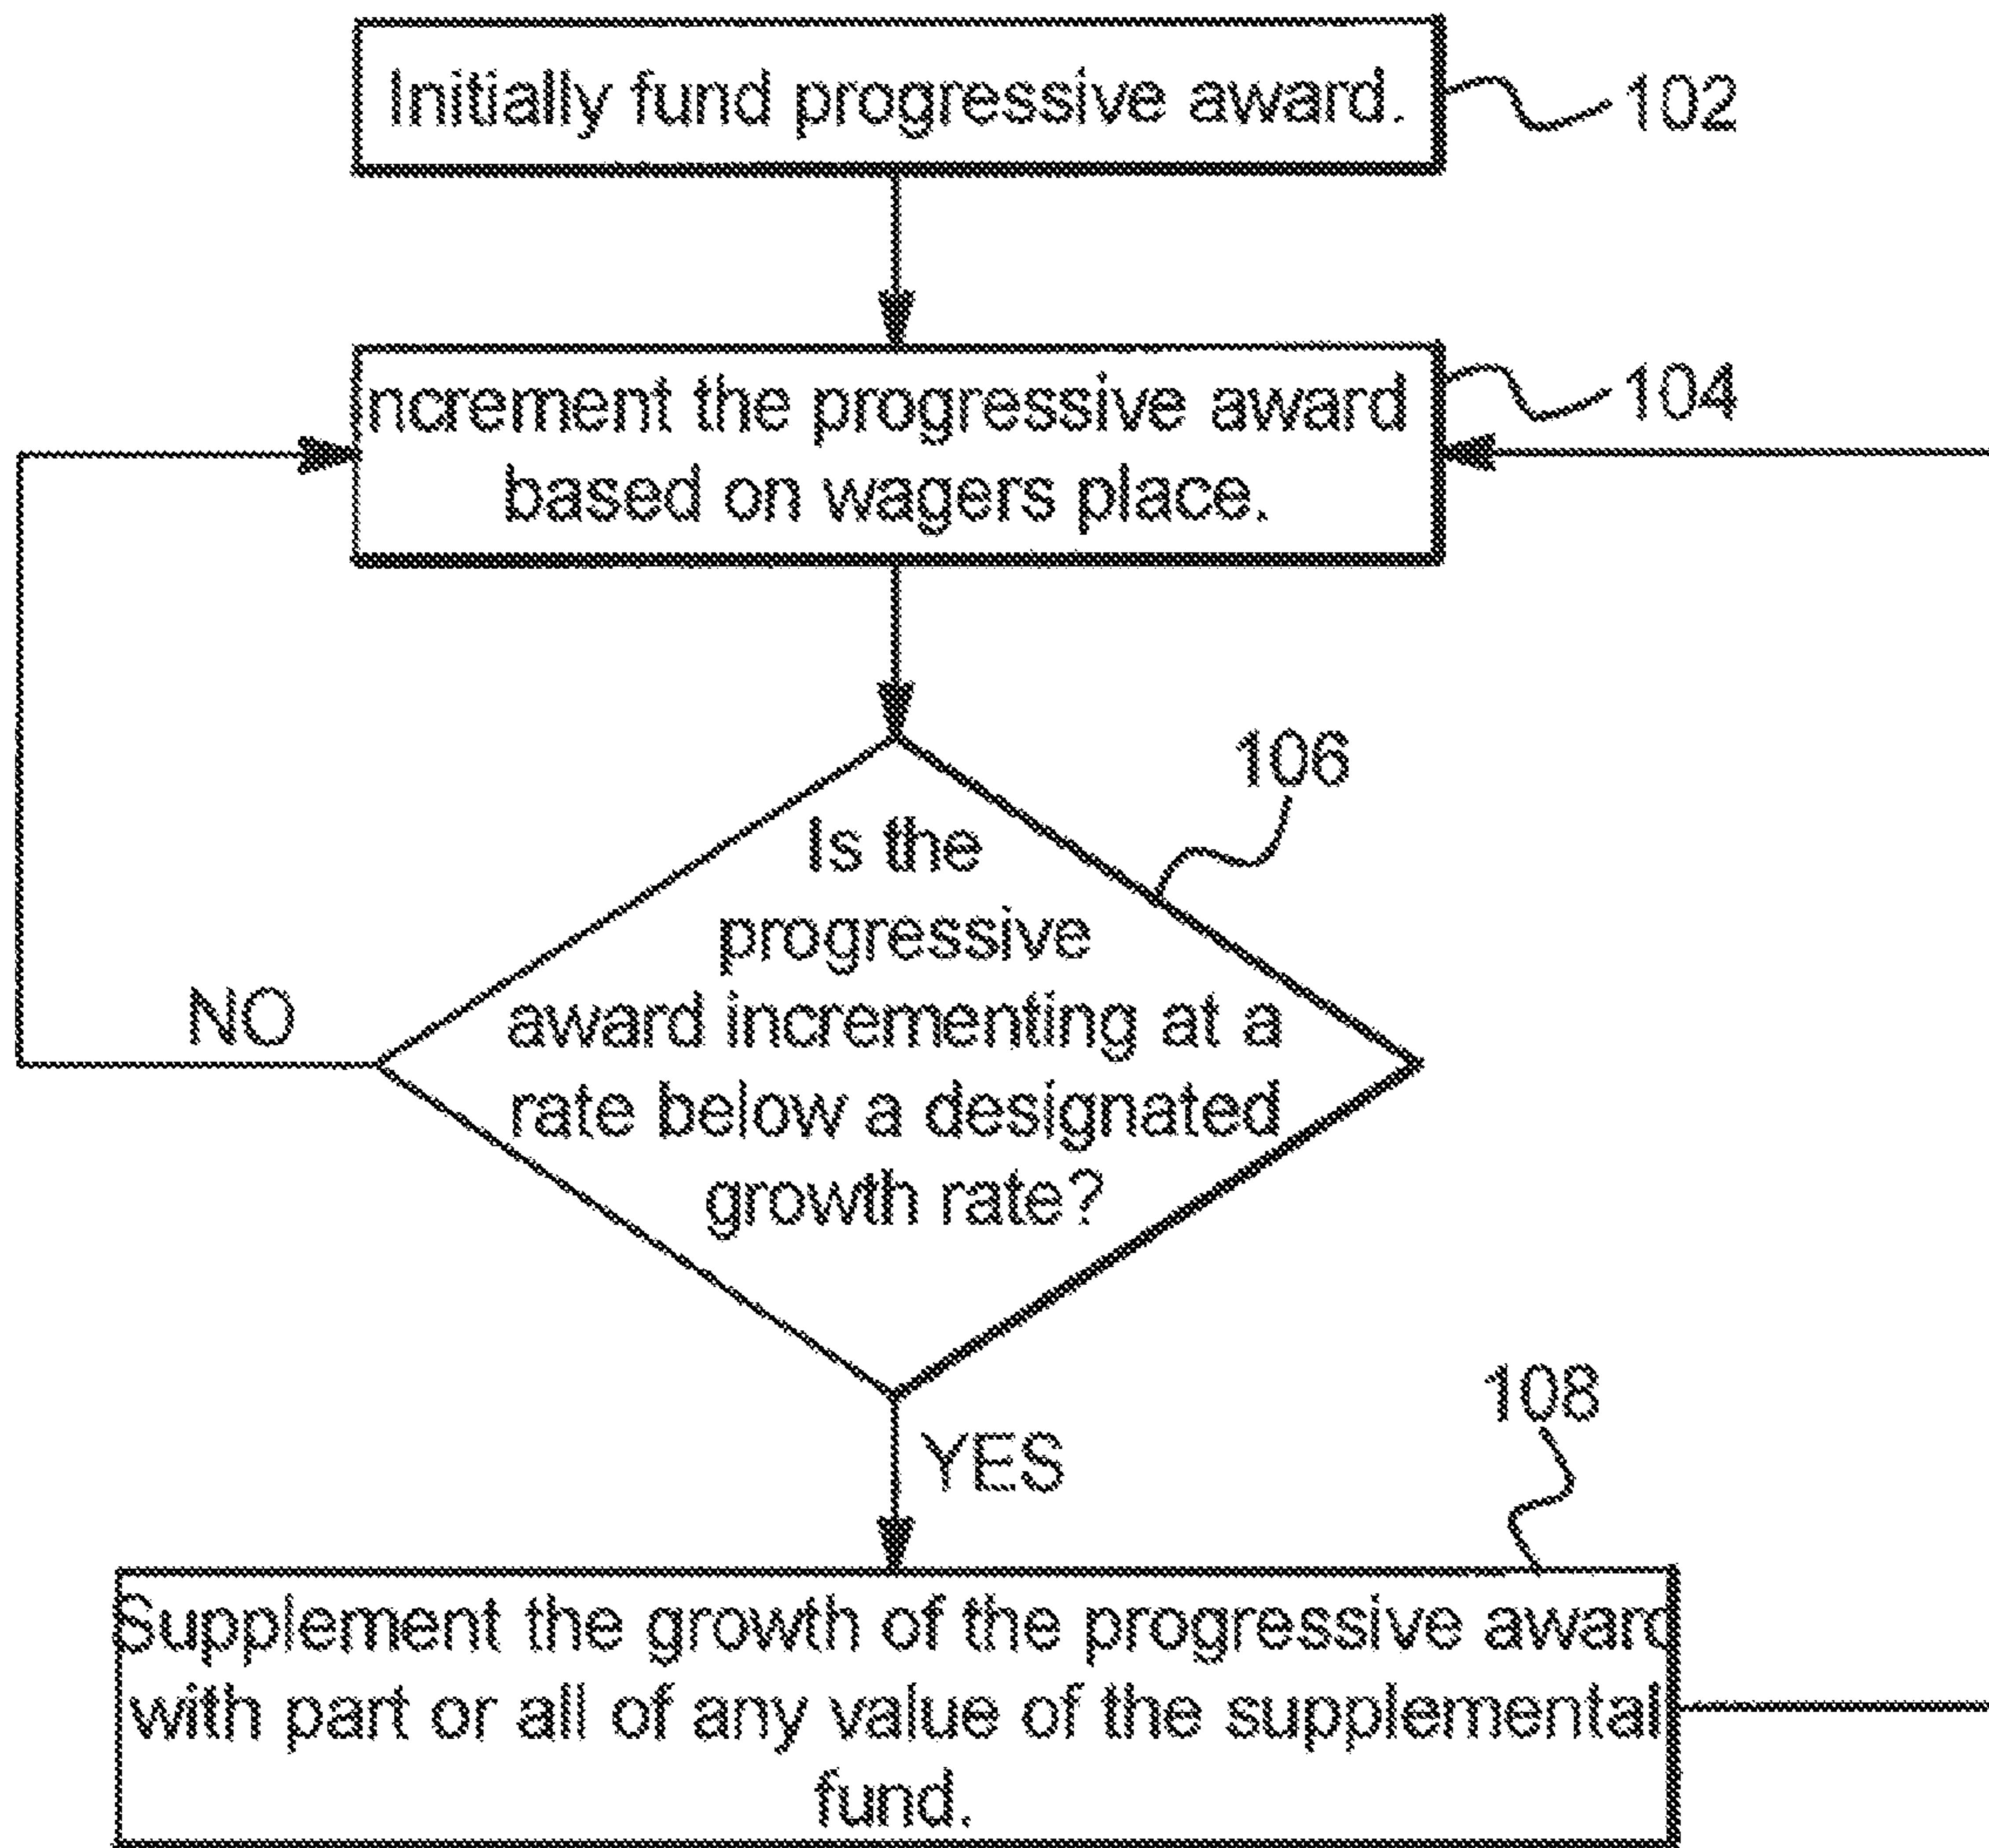 Initially fund progressive award.
102
ncrement the progressive award
based on wagers place.
104
106
Is the
progressive
award incrementing at a
rate below a designated
growth rate?
NO
YES
108
Supplement the growth of the progressive award
with part or all of any value of the supplemental
fund.